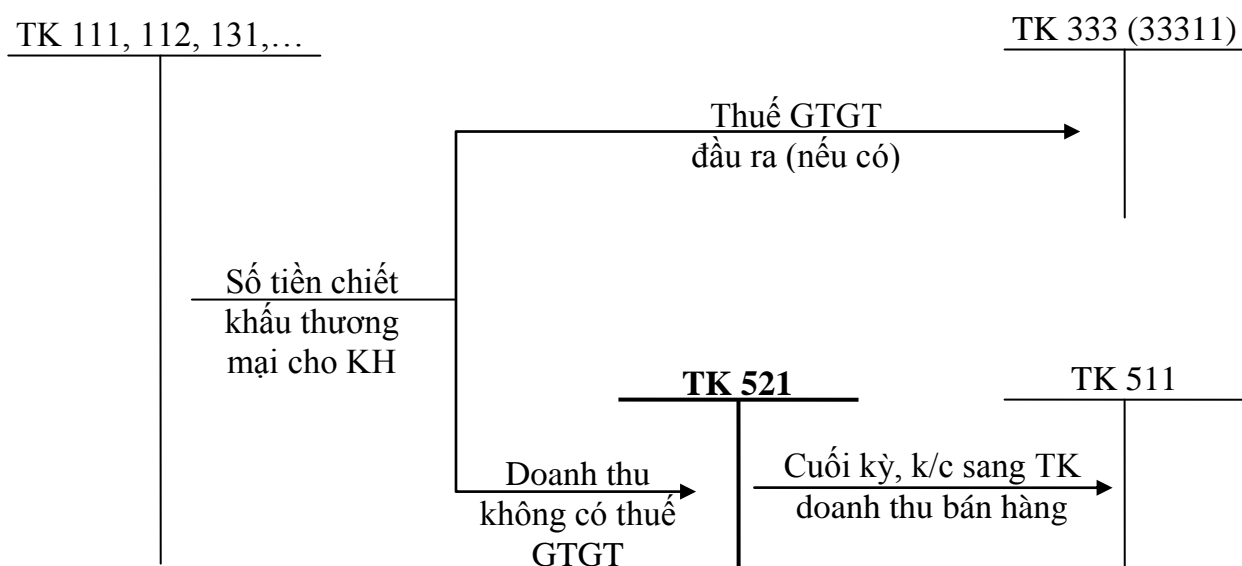 TK 111, 112, 131,…
TK 333 (33311)
Thuế GTGT
đầu ra (nếu có)
Số tiền chiết
khấu thương
mại cho KH
TK 521
TK 511
Doanh thu
không có thuế
GTGT
Cuối kỳ, k/c sang TK
doanh thu bán hàng